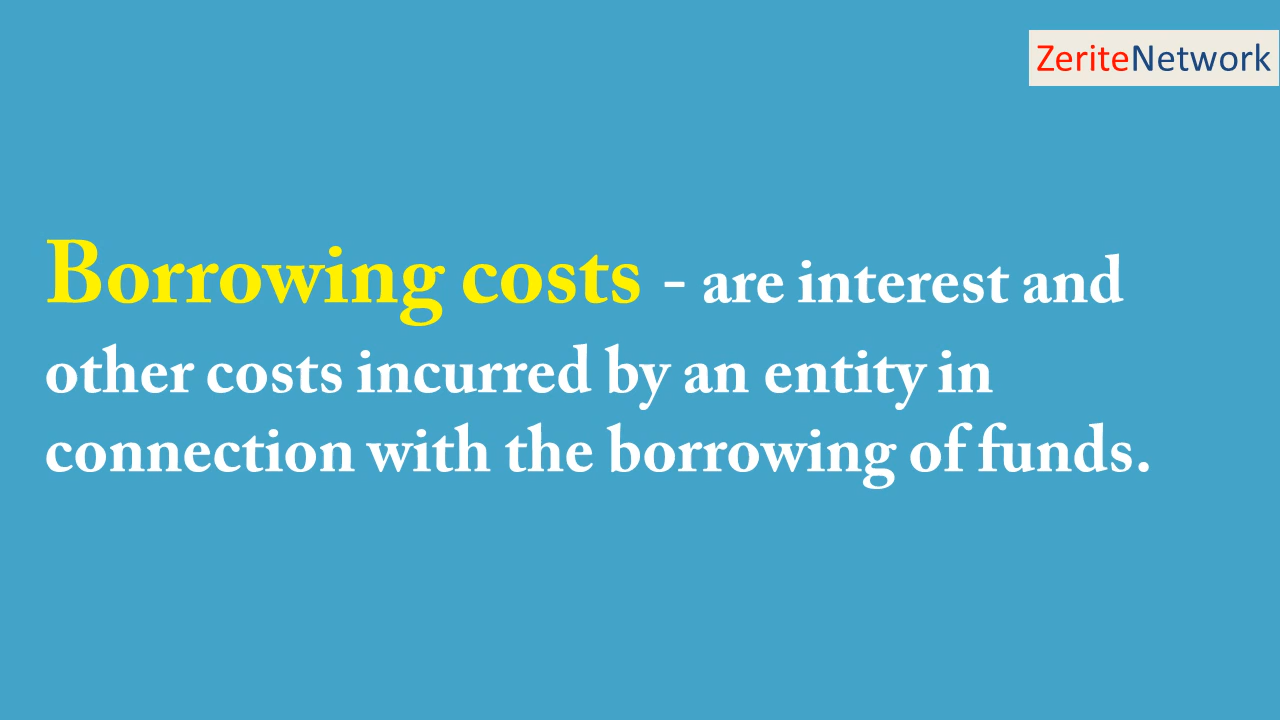 ZeriteNetwork
Borrowing costs - are interest and
other costs incurred by an entity in
connection with the borrowing of funds.